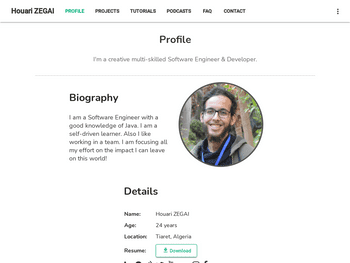 Houari ZEGAI
PROFILE PROJECTS TUTORIALS PODCASTS FAQ CONTACT
Profile
I'm a creative multi-skilled Software Engineer & Developer.
Biography
I am a Software Engineer with a
good knowledge of Java. I am a
self-driven learner. Also I like
working in a team. I am focusing all
my effort on the impact I can leave
on this world!
Details
Name: Houari ZEGAI
Age: 24 years
Location: Tiaret, Algeria
Resume: Download